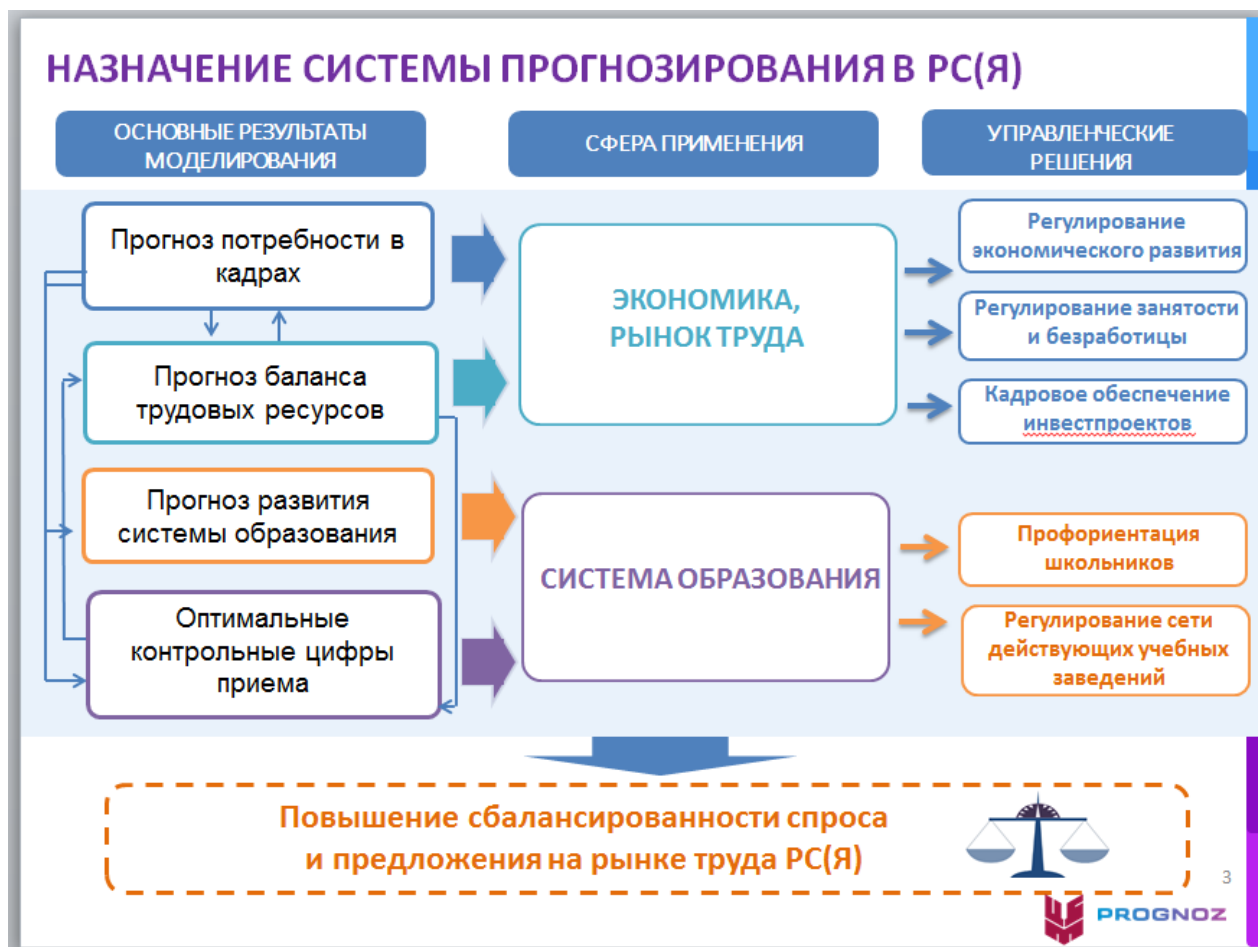 НАЗНАЧЕНИЕ СИСТЕМЫ ПРОГНОЗИРОВАНИЯ В РС(Я)
ОСНОВНЫЕ РЕЗУЛЬТАТЫ
МОДЕЛИРОВАНИЯ
СФЕРА ПРИМЕНЕНИЯ
УПРАВЛЕНЧЕСКИЕ
РЕШЕНИЯ
Прогноз потребности в
кадрах
Прогноз баланса
трудовых ресурсов
Прогноз развития
системы образования
Оптимальные
контрольные цифры
приема
ЭКОНОМИКА,
РЫНОК ТРУДА
СИСТЕМА ОБРАЗОВАНИЯ
Регулирование
экономического развития
Регулирование занятости
и безработицы
Кадровое обеспечение
инвестпроектов
Профориентация
школьников
Регулирование сети
действующих учебных
заведений
Повышение сбалансированности спроса
и предложения на рынке труда РС(Я)
3
PROGNOZ